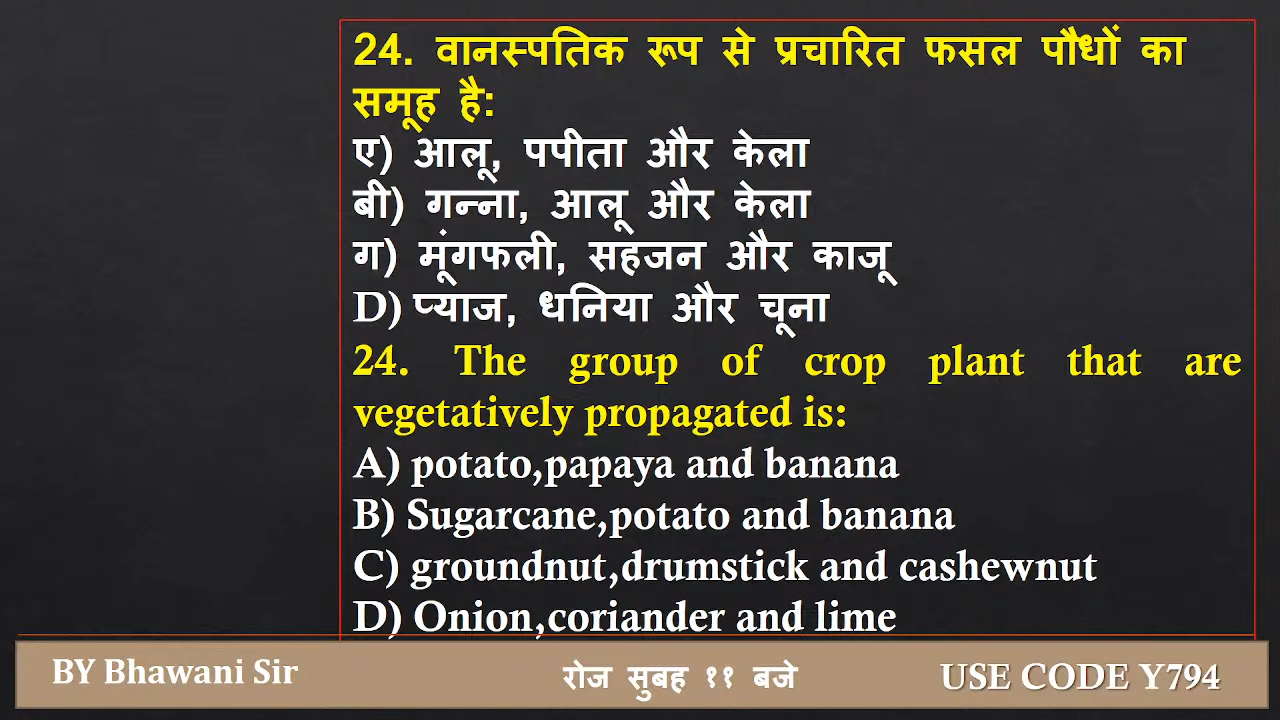 24. वानस्पतिक रूप से प्रचारित फसल पौधों का
समूह है:
ए) आलू, पपीता और केला
बी) गन्ना, आलू और केला
ग) मूंगफली, सहजन और काजू
D) प्याज, धनिया और चूना
24. The group of crop plant that are
vegetatively propagated is:
A) potato,papaya and banana
B) Sugarcane,potato and banana
C) groundnut,drumstick and cashewnut
D) Onion,coriander and lime
BY Bhawani Sir रोज सुबह ११ बजे USE CODE Y794